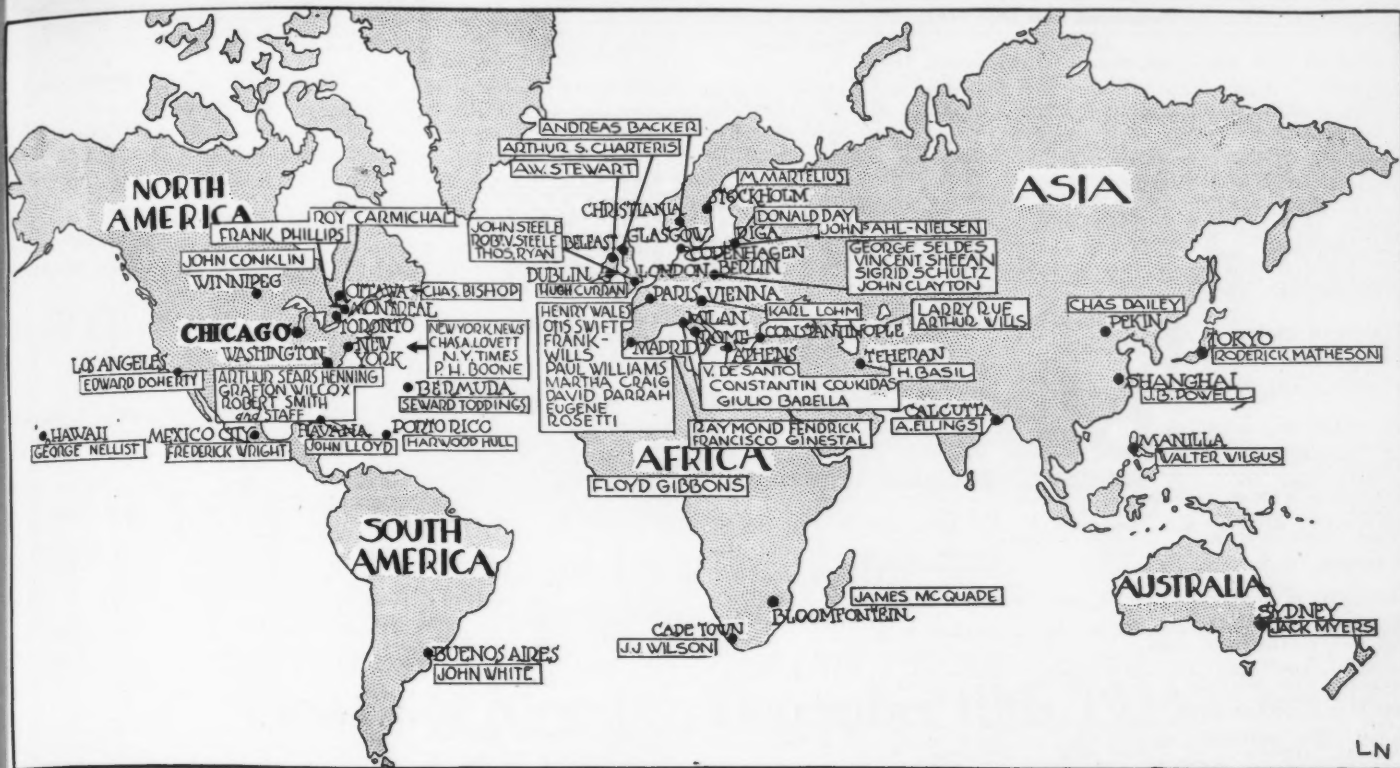 NORTH
AMERICA
ROY CARMICHAL
FRANK PHILLIPS
JOHN CONKLIN
WINNIPEG
OTTAWA
CHAS. BISHOP
MONTREAL
TORONTO
CHICAGO
NEW
YORK
NEW YORK NEWS
CHAS.A. LOVETT
N.Y. TIMES
P. H. BOONE
WASHINGTON
ARTHUR SEARS HENNING
GRAFTON WILCOX
ROBERT SMITH
and STAFF
LOS ANGELES
EDWARD DOHERTY
BERMUDA
SEWARD TODDINGS
HAWAII
GEORGE NELLIST
MEXICO CITY
FREDERICK WRIGHT
HAVANA
JOHN LLOYD
PORTO RICO
HARWOOD HULL
SOUTH
AMERICA
BUENOS AIRES
JOHN WHITE
ANDREAS BACKER
ARTHUR S. CHARTERIS
A.W. STEWART
M. MARTELIUS
STOCKHOLM
CHRISTIANIA
DONALD DAY
RIGA
JOHN AHL-NIELSEN
JOHN STEELE
ROBT. V. STEELE
THOS. RYAN
BELFAST
GLASGOW
COPENHAGEN
GEORGE SELDES
VINCENT SHEEAN
SIGRID SCHULTZ
JOHN CLAYTON
DUBLIN
HUGH CURRAN
LONDON
BERLIN
PARIS
VIENNA
KARL LOHM
HENRY WALES
OTIS SWIFT
FRANK-
WILLS
PAUL WILLIAMS
MARTHA CRAIG
DAVID DARRAH
EUGENE
ROSETTI
MILAN
ROME
CONSTANTINOPLE
LARRY RUE
ARTHUR WILLS
MADRID
ATHENS
TEHERAN
H. BASIL
V. DE SANTO
CONSTANTIN COUKIDAS
GIULIO BARELLA
RAYMOND FENDRICK
FRANCISCO GINESTAL
AFRICA
FLOYD GIBBONS
JAMES MCQUADE
BLOOMFONTEIN
CAPE TOWN
J.J. WILSON
ASIA
CHAS DAILEY
PEKIN
TOKYO
RODERICK MATHESON
SHANGHAI
J.B. POWELL
CALCUTTA
A. ELLINGS
MANILLA
WALTER WILGUS
AUSTRALIA
SYDNEY
JACK MYERS
LN